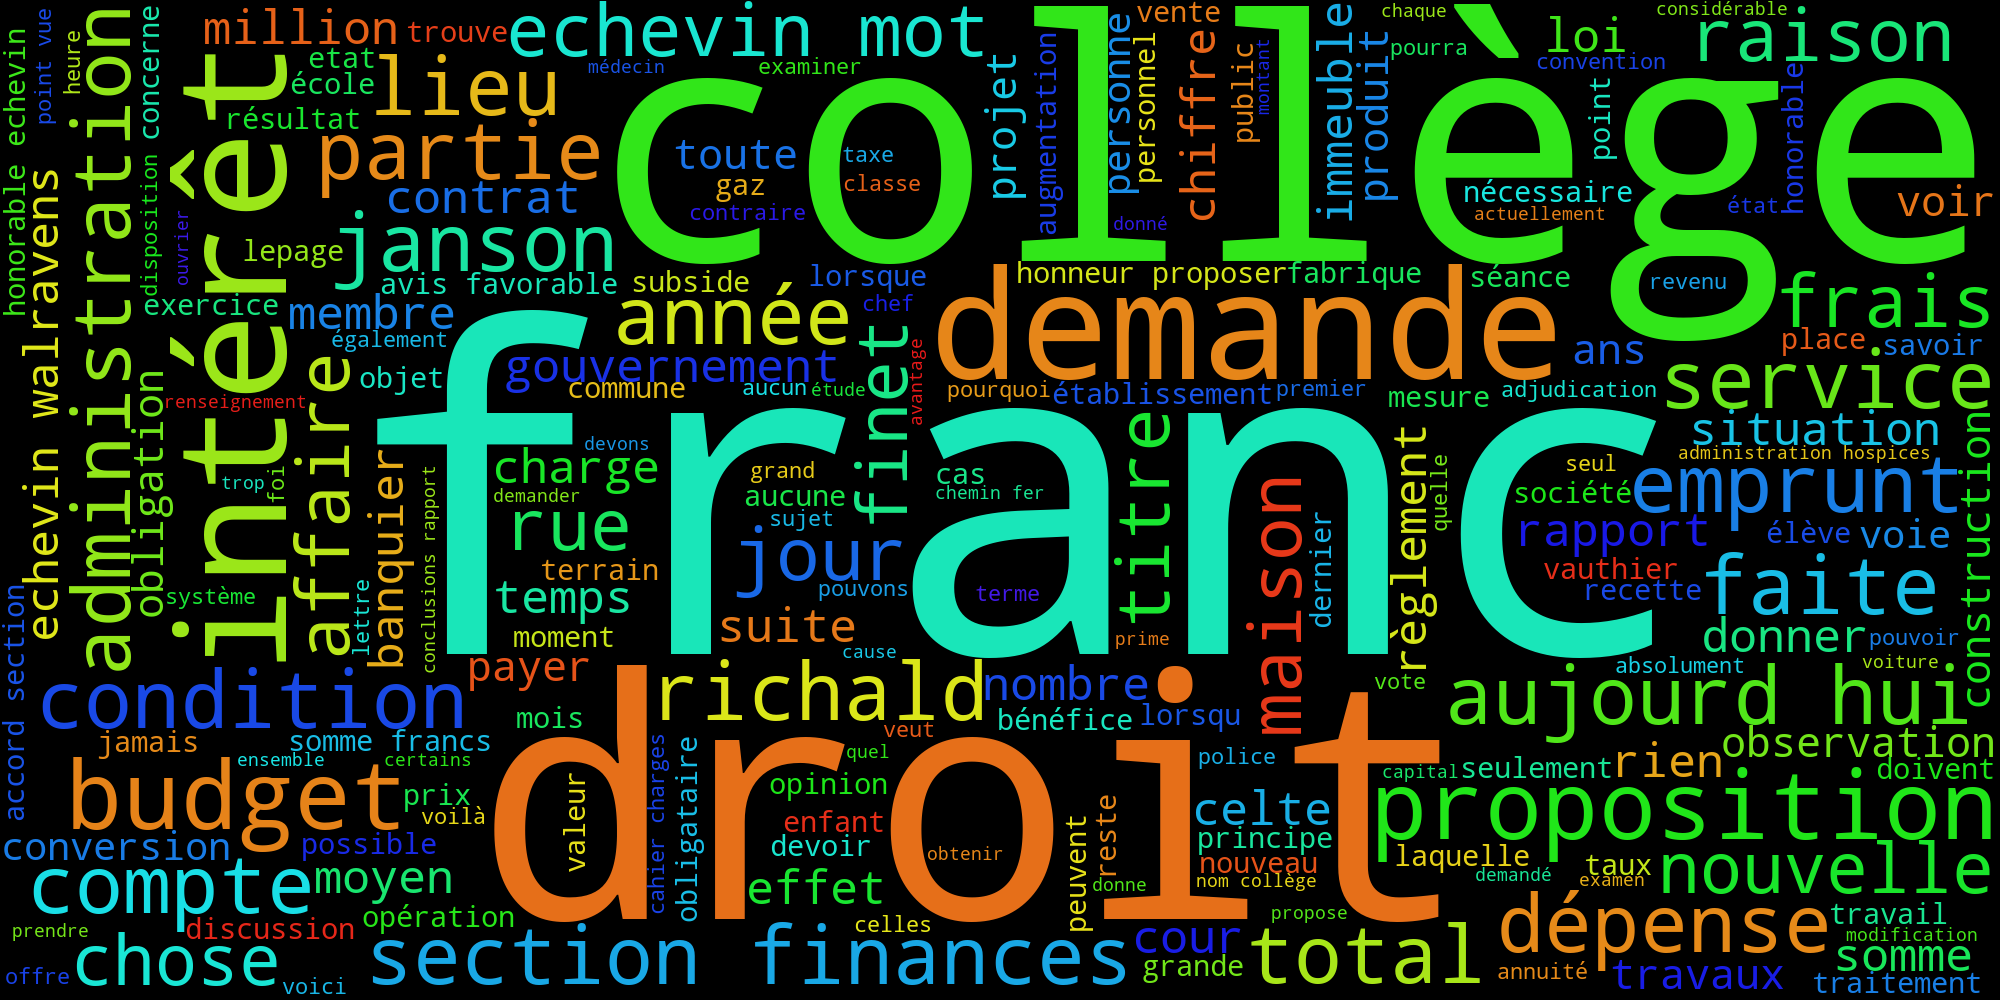 collège
franc
droit
demande
intérêt
administration
echevin mot
million
trouve
etat
école
résultat
lieu
partie
contrat
janson
lepage
avis favorable
exercice
membre
également
objet
médecin
examiner
toute
taxe
gaz
classe
contraire
subside
lorsque
chef
année
gouvernement
commune
aucun
étude
avantage
finet
projet
augmentation
personne
personnel
vente
chiffre
public
montant
donné
immeuble
produit
chaque
pourra
considérable
loi
raison
convention
point
honorable
nécessaire
actuellement
état
voir
honneur proposer
fabrique
séance
revenu
frais
place
savoir
ans
service
pourquoi
établissement
premier
mesure
adjudication
situation
administration hospices
seul
société
emprunt
rapport
élève
voie
vauthier
recette
faite
donner
pouvoir
absolument
voiture
construction
règlement
quelle
titre
maison
dernier
prime
vote
cas
chemin fer
terme
charge
devons
demander
grand
aucune
sujet
rue
jour
terrain
temps
pouvons
moment
suite
cause
payer
richald
nombre
bénéfice
lorsqu
aujourd hui
observation
doivent
rien
seulement
capital
police
celte
principe
nouveau
nom collège
laquelle
demandé
taux
examen
proposition
nouvelle
dépense
travail
modification
somme
annuité
travaux
traitement
propose
total
grande
cour
section finances
celles
donne
peuvent
reste
obtenir
effet
devoir
enfant
opinion
quel
veut
obligataire
cahier charges
valeur
mois
somme francs
certains
ensemble
jamais
condition
budget
prix
voilà
possible
conversion
compte
moyen
opération
discussion
prendre
chose
offre
voici
accord section
echevin walravens
honorable echevin
point vue
heure
concerne
disposition
ouvrier
obligation
renseignement
affaire
foi
trop
système
lettre
banquier
conclusions rapport